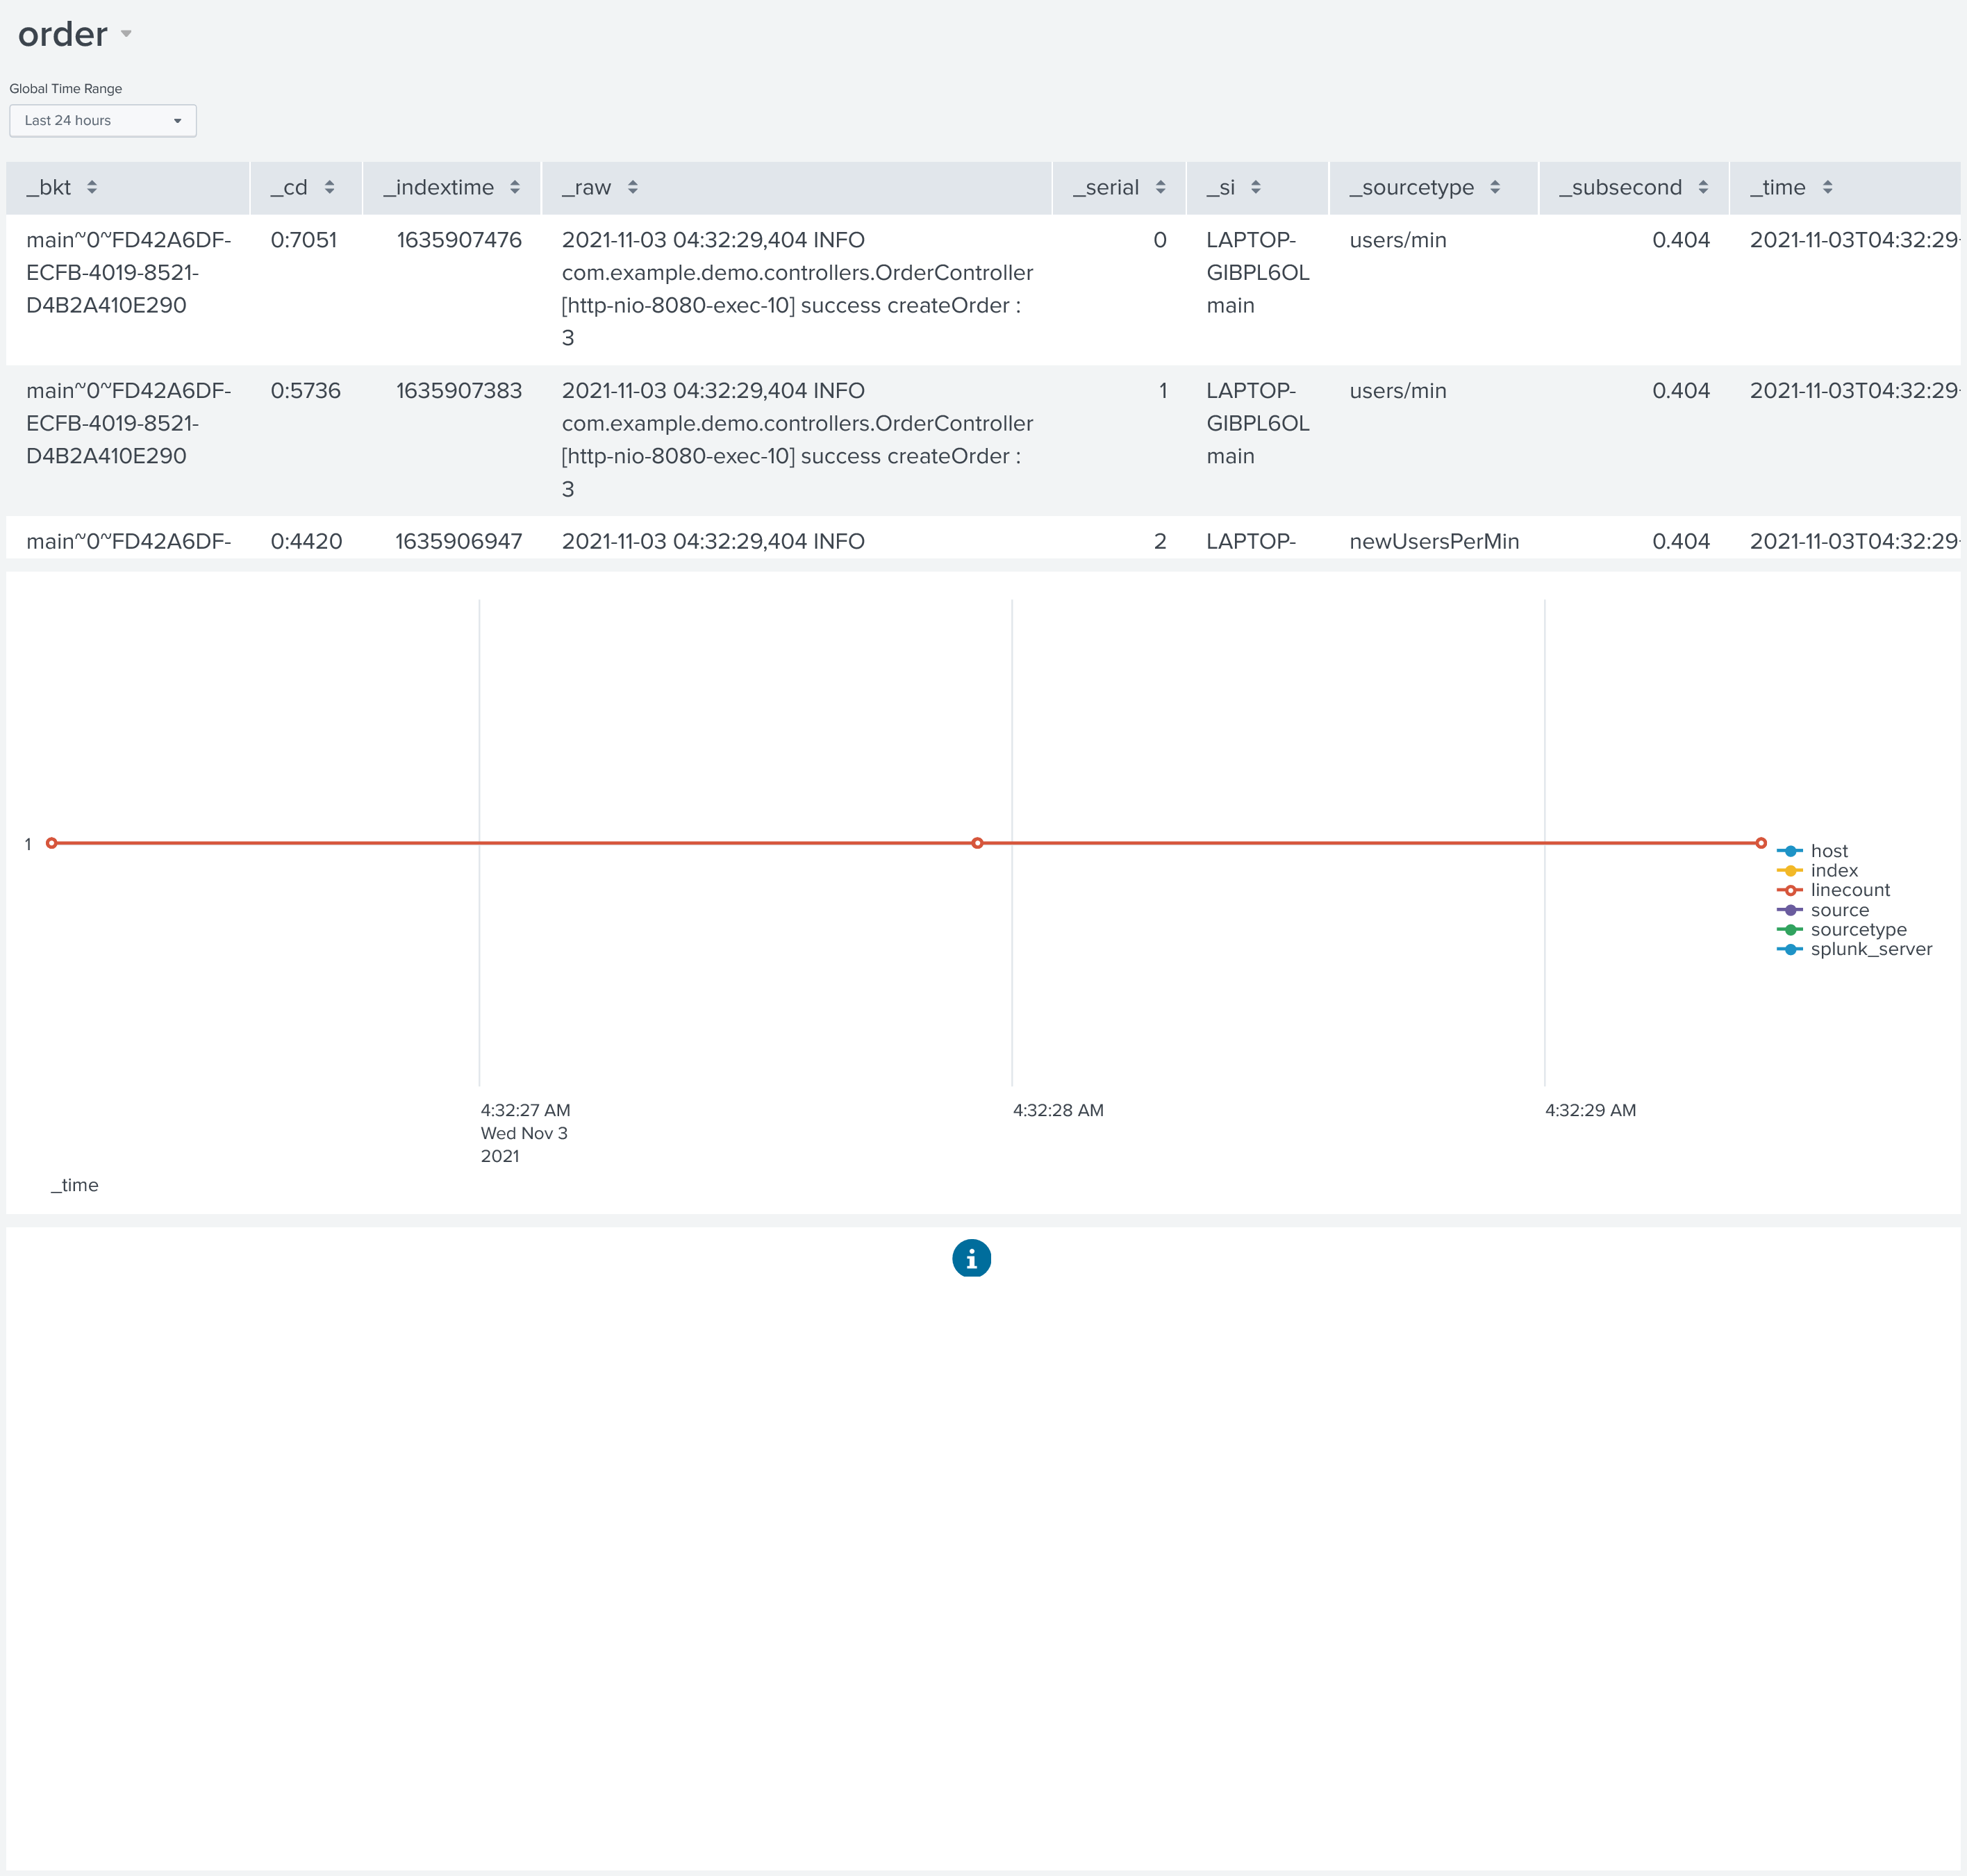 order
Global Time Range
Last 24 hours
_bkt _cd _indextime _raw _serial _si _sourcetype _subsecond _time
main~0~FD42A6DF- 0:7051 1635907476 2021-11-03 04:32:29,404 INFO 0 LAPTOP- users/min 0.404 2021-11-03T04:32:29-
ECFB-4019-8521- com.example.demo.controllers.OrderController GIBPL6OL
D4B2A410E290 [http-nio-8080-exec-10] success createOrder : main
3
main~0~FD42A6DF- 0:5736 1635907383 2021-11-03 04:32:29,404 INFO 1 LAPTOP- users/min 0.404 2021-11-03T04:32:29-
ECFB-4019-8521- com.example.demo.controllers.OrderController GIBPL6OL
D4B2A410E290 [http-nio-8080-exec-10] success createOrder : main
3
main~0~FD42A6DF- 0:4420 1635906947 2021-11-03 04:32:29,404 INFO 2 LAPTOP- newUsersPerMin 0.404 2021-11-03T04:32:29-
1
host
index
linecount
source
sourcetype
splunk_server
4:32:27 AM 4:32:28 AM 4:32:29 AM
Wed Nov 3
2021
_time